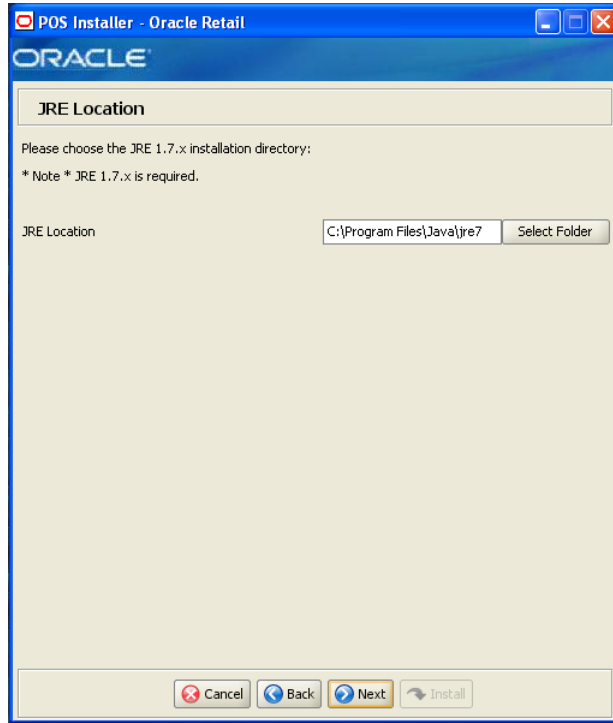 POS Installer - Oracle Retail
ORACLE
JRE Location
Please choose the JRE 1.7.x installation directory:
* Note * JRE 1.7.x is required.
JRE Location C:\Program Files\Java\jre7 Select Folder
Cancel Back Next Install